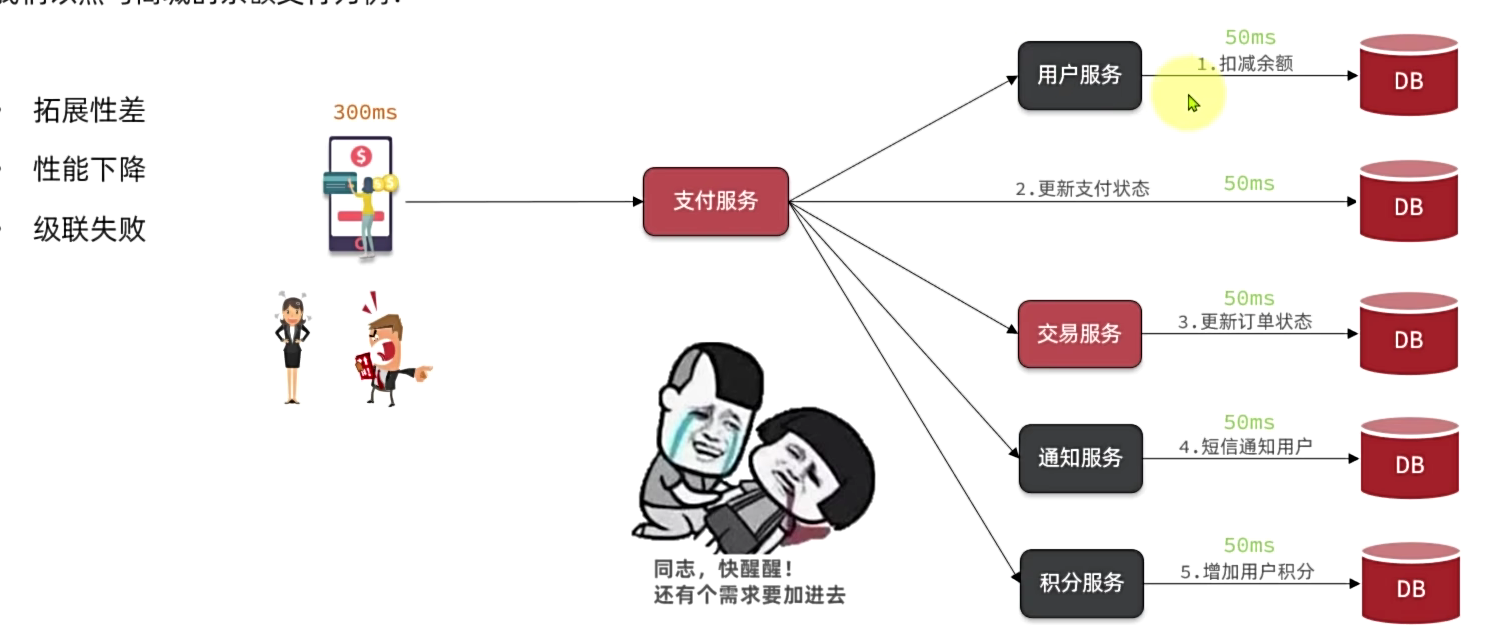 拓展性差
性能下降
级联失败
300ms
支付服务
用户服务
50ms
1.扣减余额
DB
2.更新支付状态
50ms
DB
交易服务
50ms
3.更新订单状态
DB
通知服务
50ms
4.短信通知用户
DB
积分服务
50ms
5.增加用户积分
DB
同志，快醒醒！
还有个需求要加进去